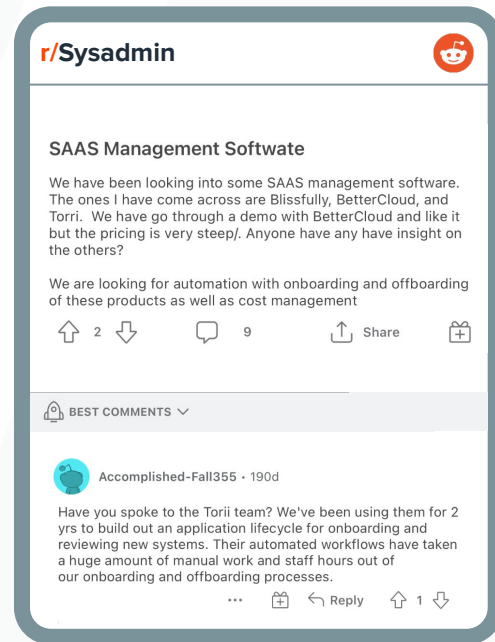 r/Sysadmin
SAAS Management Softwate
We have been looking into some SAAS management software.
The ones I have come across are Blissfully, BetterCloud, and
Torri. We have go through a demo with BetterCloud and like it
but the pricing is very steep/. Anyone have any have insight on
the others?
We are looking for automation with onboarding and offboarding
of these products as well as cost management
2 9 Share
BEST COMMENTS
Accomplished-Fall355 • 190d
Have you spoke to the Torii team? We've been using them for 2
yrs to build out an application lifecycle for onboarding and
reviewing new systems. Their automated workflows have taken
a huge amount of manual work and staff hours out of
our onboarding and offboarding processes.
... Reply 1